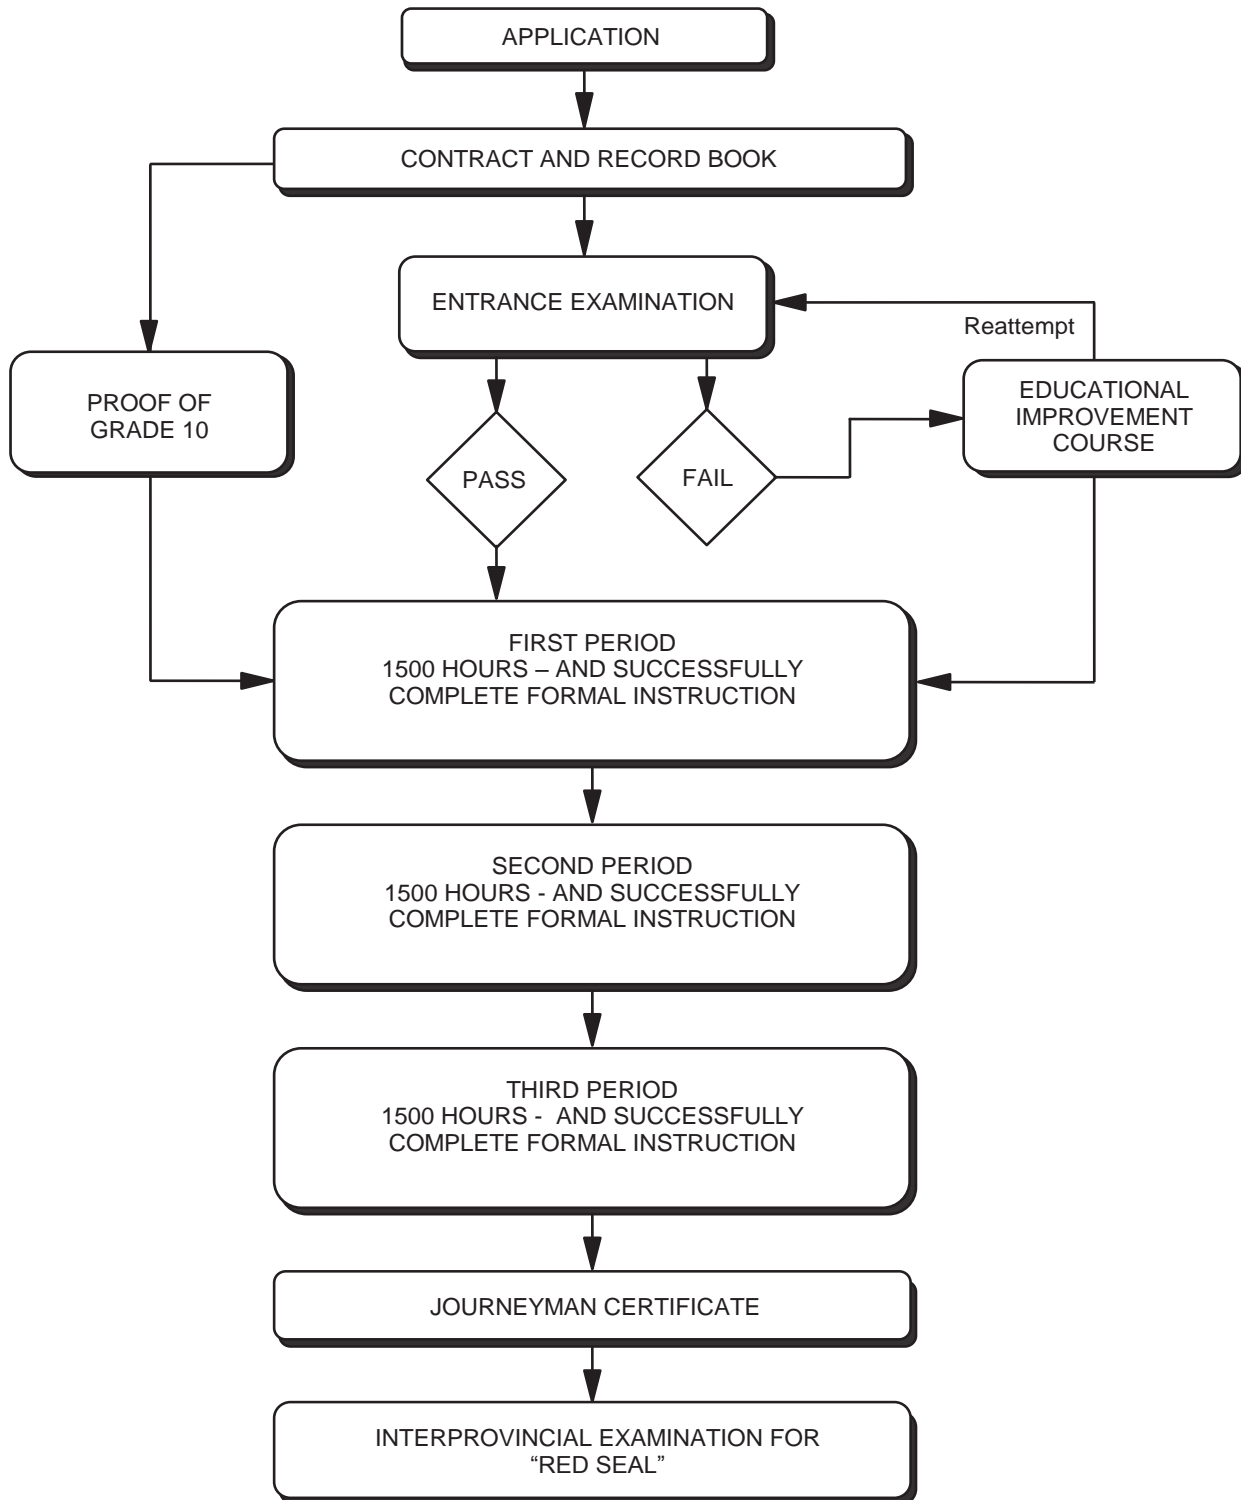 APPLICATION
CONTRACT AND RECORD BOOK
ENTRANCE EXAMINATION
Reattempt
PROOF OF
GRADE 10
EDUCATIONAL
IMPROVEMENT
COURSE
PASS
FAIL
FIRST PERIOD
1500 HOURS – AND SUCCESSFULLY
COMPLETE FORMAL INSTRUCTION
SECOND PERIOD
1500 HOURS - AND SUCCESSFULLY
COMPLETE FORMAL INSTRUCTION
THIRD PERIOD
1500 HOURS -  AND SUCCESSFULLY
COMPLETE FORMAL INSTRUCTION
JOURNEYMAN CERTIFICATE
INTERPROVINCIAL EXAMINATION FOR
“RED SEAL”